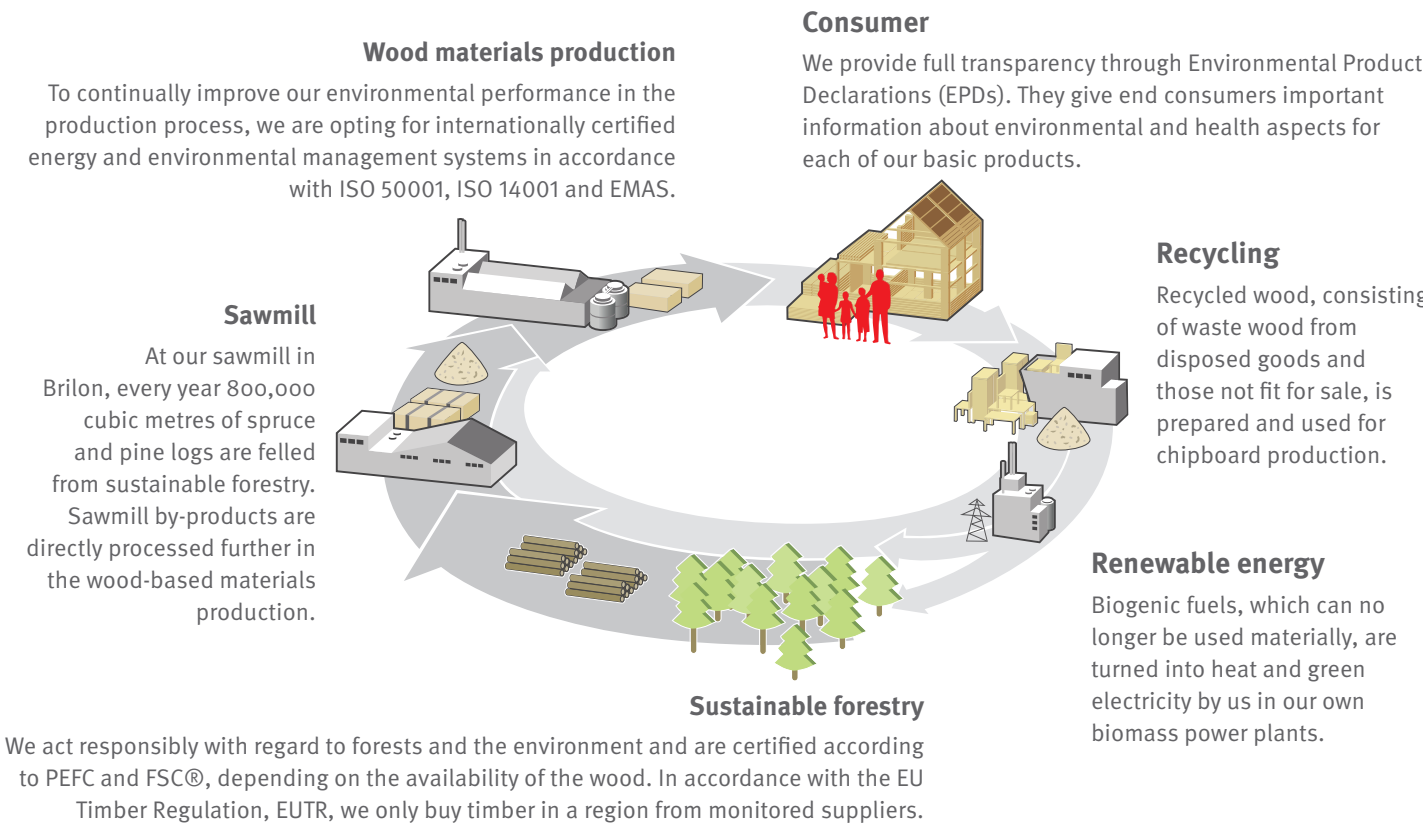 Wood materials production
To continually improve our environmental performance in the
production process, we are opting for internationally certified
energy and environmental management systems in accordance
with ISO 50001, ISO 14001 and EMAS.
Consumer
We provide full transparency through Environmental Product
Declarations (EPDs). They give end consumers important
information about environmental and health aspects for
each of our basic products.
Recycling
Recycled wood, consisting
of waste wood from
disposed goods and
those not fit for sale, is
prepared and used for
chipboard production.
Sawmill
At our sawmill in
Brilon, every year 800,000
cubic metres of spruce
and pine logs are felled
from sustainable forestry.
Sawmill by-products are
directly processed further in
the wood-based materials
production.
Renewable energy
Biogenic fuels, which can no
longer be used materially, are
turned into heat and green
electricity by us in our own
biomass power plants.
Sustainable forestry
We act responsibly with regard to forests and the environment and are certified according
to PEFC and FSC®, depending on the availability of the wood. In accordance with the EU
Timber Regulation, EUTR, we only buy timber in a region from monitored suppliers.